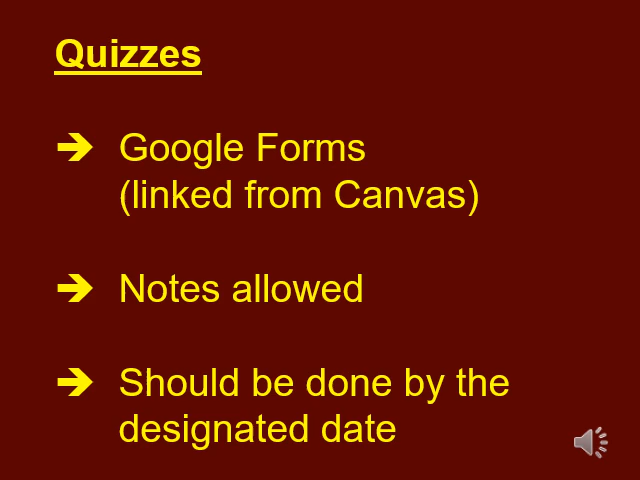 Quizzes
➔ Google Forms
(linked from Canvas)
➔ Notes allowed
➔ Should be done by the
designated date